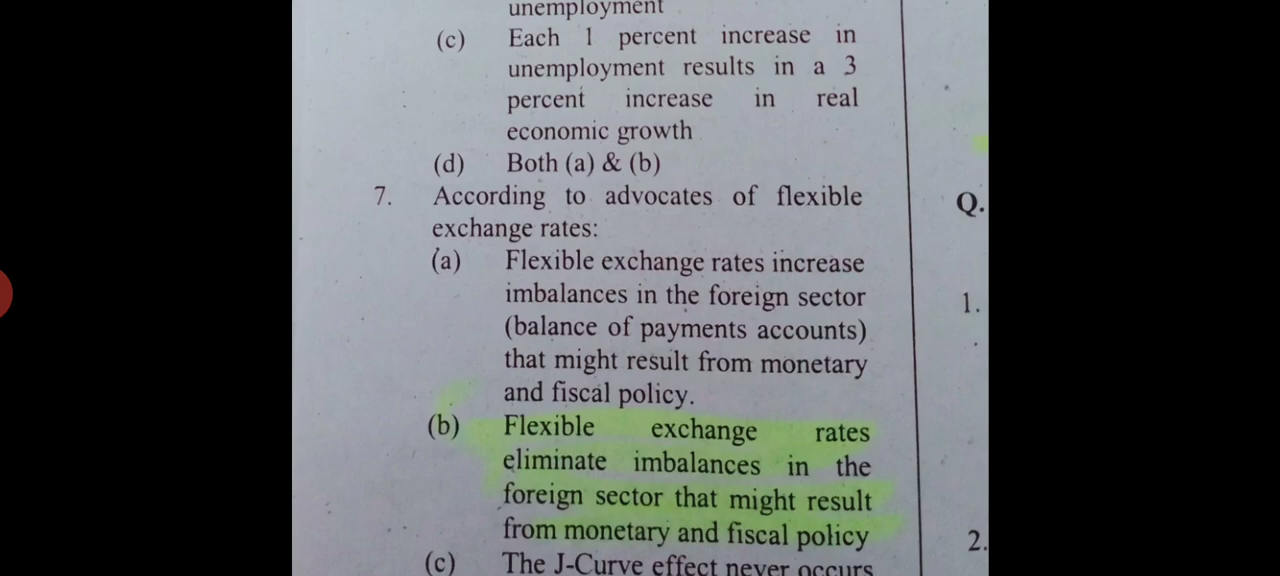 unemployment
(c) Each 1 percent increase in
unemployment results in a 3
percent increase in real
economic growth
(d) Both (a) & (b)
7. According to advocates of flexible
exchange rates:
(a) Flexible exchange rates increase
imbalances in the foreign sector
(balance of payments accounts)
that might result from monetary
and fiscal policy.
(b) Flexible exchange rates
eliminate imbalances in the
foreign sector that might result
from monetary and fiscal policy
(c) The J-Curve effect never occurs
Q.
1.
2.